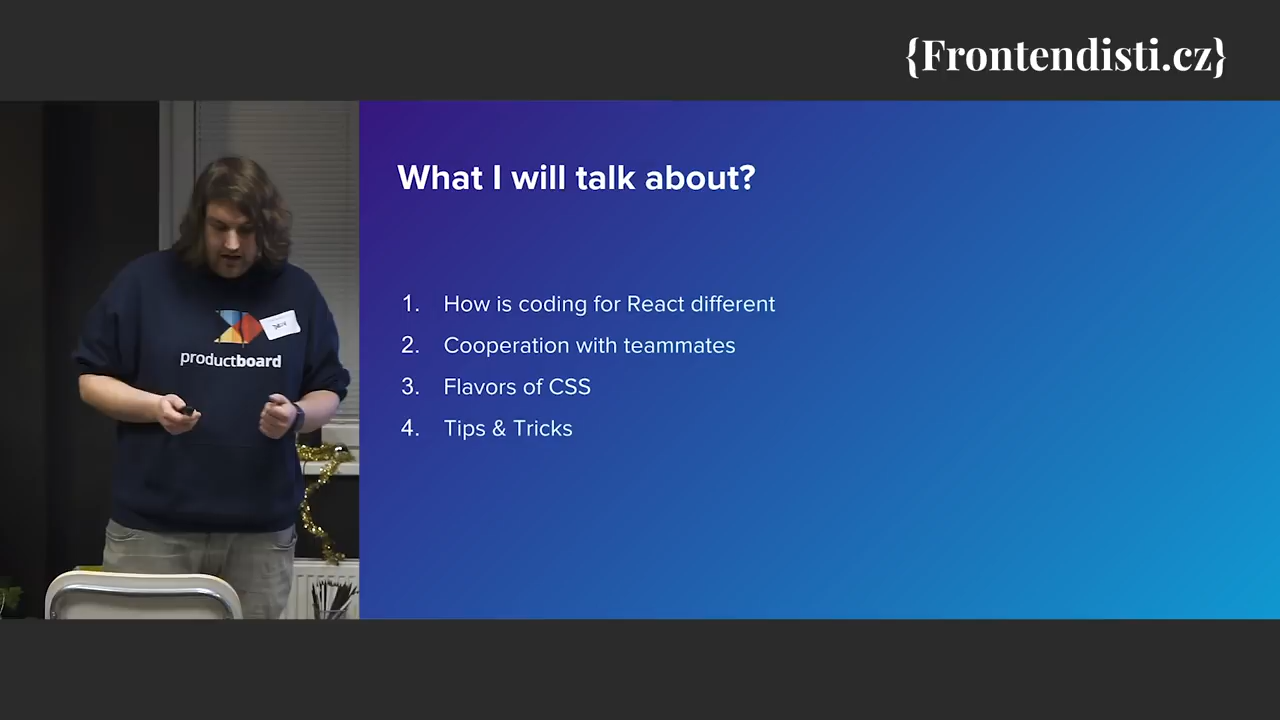 {Frontendisti.cz}
What I will talk about?
1. How is coding for React different
2. Cooperation with teammates
3. Flavors of CSS
4. Tips & Tricks
productboard